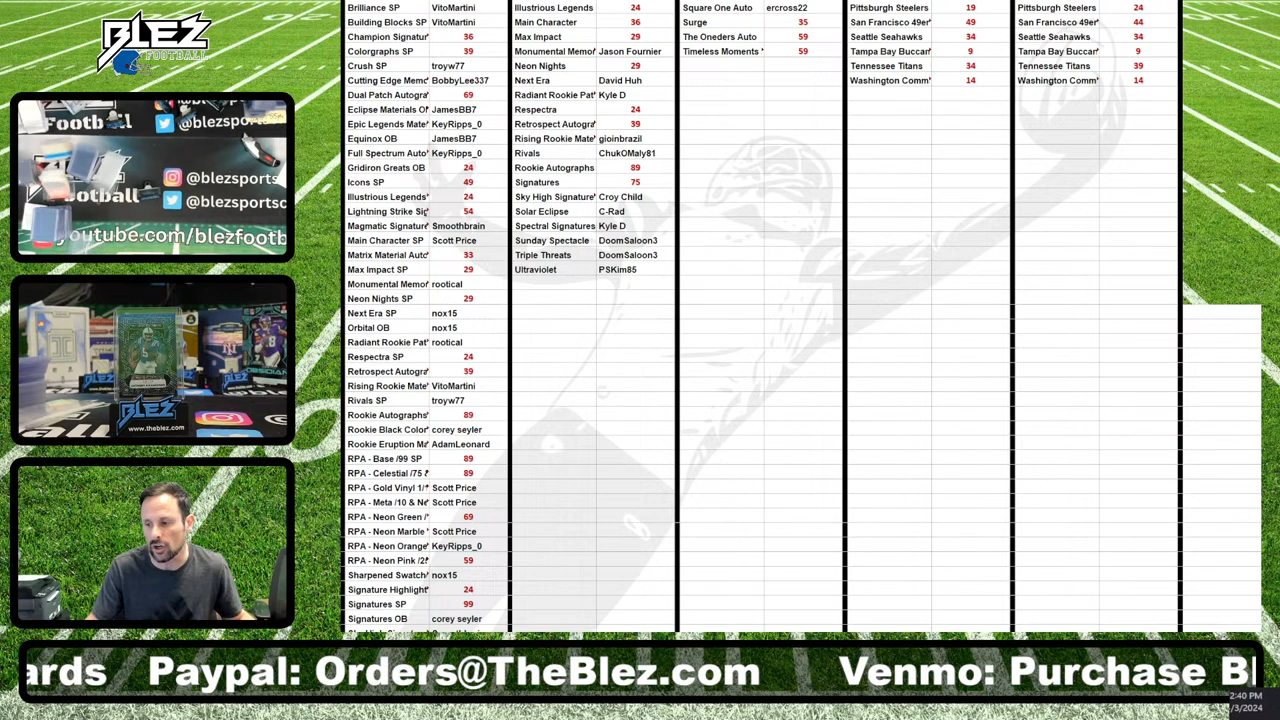 BLEZ
FOOTBALL
Football
@blezsports
@blezsports
@blezsportsc
ootball
youtube.com/blezfootb
BLEZ
BLEZ
www.theblez.com
OBSIDIAN
Brilliance SP VitoMartini
Building Blocks SP VitoMartini
Champion Signatur 36
Colorgraphs SP 39
Crush SP troyw77
Cutting Edge Memo BobbyLee337
Dual Patch Autogra 69
Eclipse Materials OI JamesBB7
Epic Legends Mate KeyRipps_0
Equinox OB JamesBB7
Full Spectrum Auto KeyRipps_0
Gridiron Greats OB 24
Icons SP 49
Illustrious Legends 24
Lightning Strike Sig 54
Magmatic Signatur Smoothbrain
Main Character SP Scott Price
Matrix Material Auto 33
Max Impact SP 29
Monumental Memor rootical
Neon Nights SP 29
Next Era SP nox15
Orbital OB nox15
Radiant Rookie Pat rootical
Respectra SP 24
Retrospect Autogra 39
Rising Rookie Mate VitoMartini
Rivals SP troyw77
Rookie Autographs 89
Rookie Black Color corey seyler
Rookie Eruption Ma AdamLeonard
RPA - Base /99 SP 89
RPA - Celestial /75 & 89
RPA - Gold Vinyl 1/ Scott Price
RPA - Meta /10 & Ne Scott Price
RPA - Neon Green / 69
RPA - Neon Marble Scott Price
RPA - Neon Orange KeyRipps_0
RPA - Neon Pink /25 59
Sharpened Swatch nox15
Signature Highlight 24
Signatures SP 99
Signatures OB corey seyler
Illustrious Legends 24
Main Character 36
Max Impact 29
Monumental Memor Jason Fournier
Neon Nights 29
Next Era David Huh
Radiant Rookie Pat Kyle D
Respectra 24
Retrospect Autogra 39
Rising Rookie Mate gioinbrazil
Rivals ChukOMaly81
Rookie Autographs 89
Signatures 75
Sky High Signature Croy Child
Solar Eclipse C-Rad
Spectral Signatures Kyle D
Sunday Spectacle DoomSaloon3
Triple Threats DoomSaloon3
Ultraviolet PSKim85
Square One Auto ercross22
Surge 35
The Oneders Auto 59
Timeless Moments 59
Pittsburgh Steelers 19
San Francisco 49er 49
Seattle Seahawks 34
Tampa Bay Buccan 9
Tennessee Titans 34
Washington Comm 14
Pittsburgh Steelers 24
San Francisco 49er 44
Seattle Seahawks 34
Tampa Bay Buccan 9
Tennessee Titans 39
Washington Comm 14
ards Paypal: Orders@TheBlez.com Venmo: Purchase Bl
2:40 PM
/3/2024